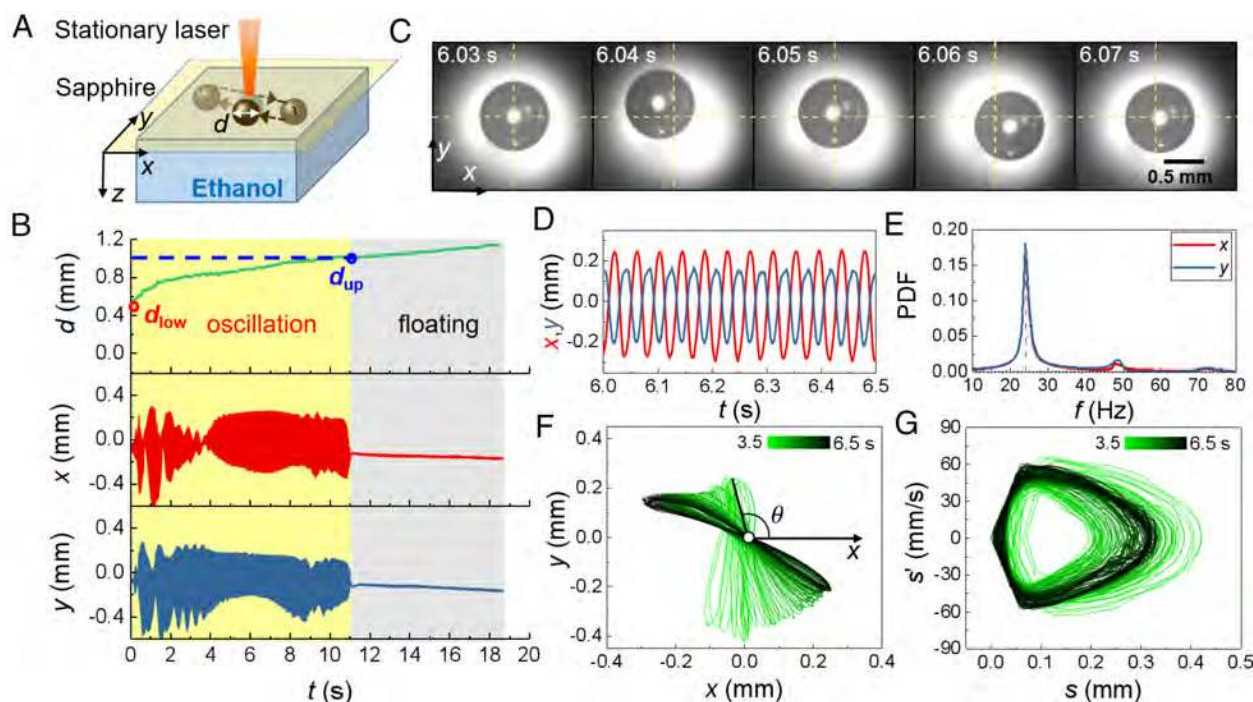 A
Stationary laser
Sapphire
y
d
x
z
Ethanol
C
6.03 s
6.04 s
6.05 s
6.06 s
6.07 s
y
x
0.5 mm
B
1.2
0.8
0.4
0.0
d (mm)
d_low
d_up
oscillation
floating
0.4
0.0
-0.4
x (mm)
0.4
0.0
-0.4
y (mm)
0 2 4 6 8 10 12 14 16 18 20
t (s)
D
0.2
0.0
-0.2
x,y (mm)
6.0 6.1 6.2 6.3 6.4 6.5
t (s)
E
0.20
0.15
0.10
0.05
0.00
PDF
x
y
10 20 30 40 50 60 70 80
f (Hz)
F
3.5 6.5 s
0.4
0.2
0.0
-0.2
-0.4
y (mm)
θ
x
-0.4 -0.2 0.0 0.2 0.4
x (mm)
G
3.5 6.5 s
90
60
30
0
-30
-60
-90
s' (mm/s)
0.0 0.1 0.2 0.3 0.4 0.5
s (mm)